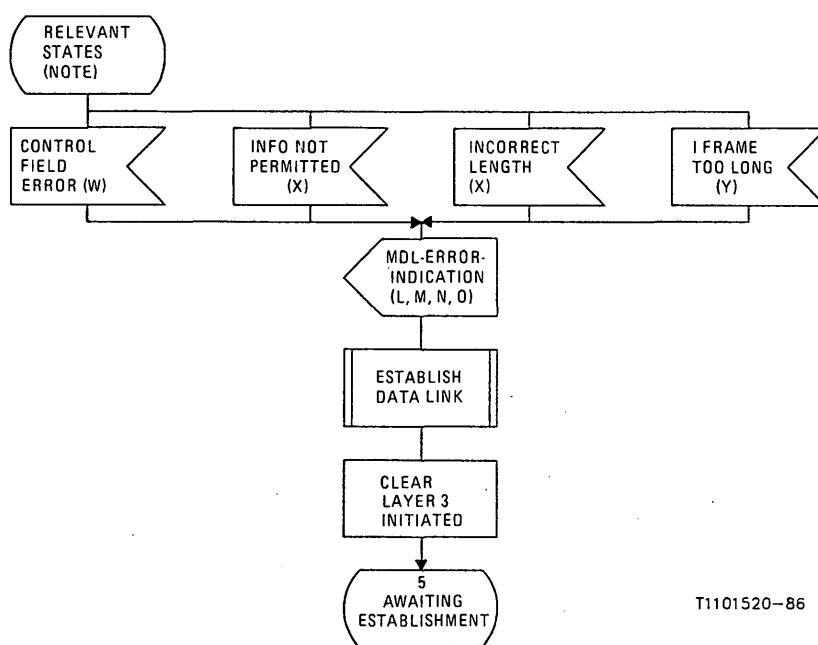 RELEVANT
STATES
(NOTE)
CONTROL
FIELD
ERROR (W)
INFO NOT
PERMITTED
(X)
INCORRECT
LENGTH
(X)
I FRAME
TOO LONG
(Y)
MDL-ERROR-
INDICATION
(L, M, N, O)
ESTABLISH
DATA LINK
CLEAR
LAYER 3
INITIATED
5
AWAITING
ESTABLISHMENT
T1101520-86